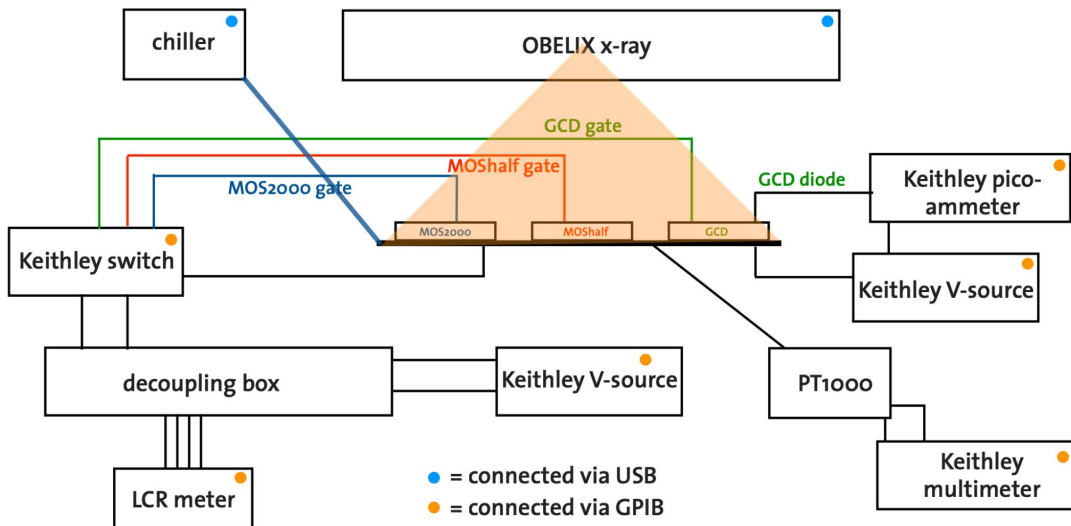 chiller
OBELIX x-ray
GCD gate
MOShalf gate
MOS2000 gate
GCD diode
Keithley pico-
ammeter
MOS2000
MOShalf
GCD
Keithley switch
Keithley V-source
decoupling box
Keithley V-source
PT1000
LCR meter
Keithley
multimeter
= connected via USB
= connected via GPIB